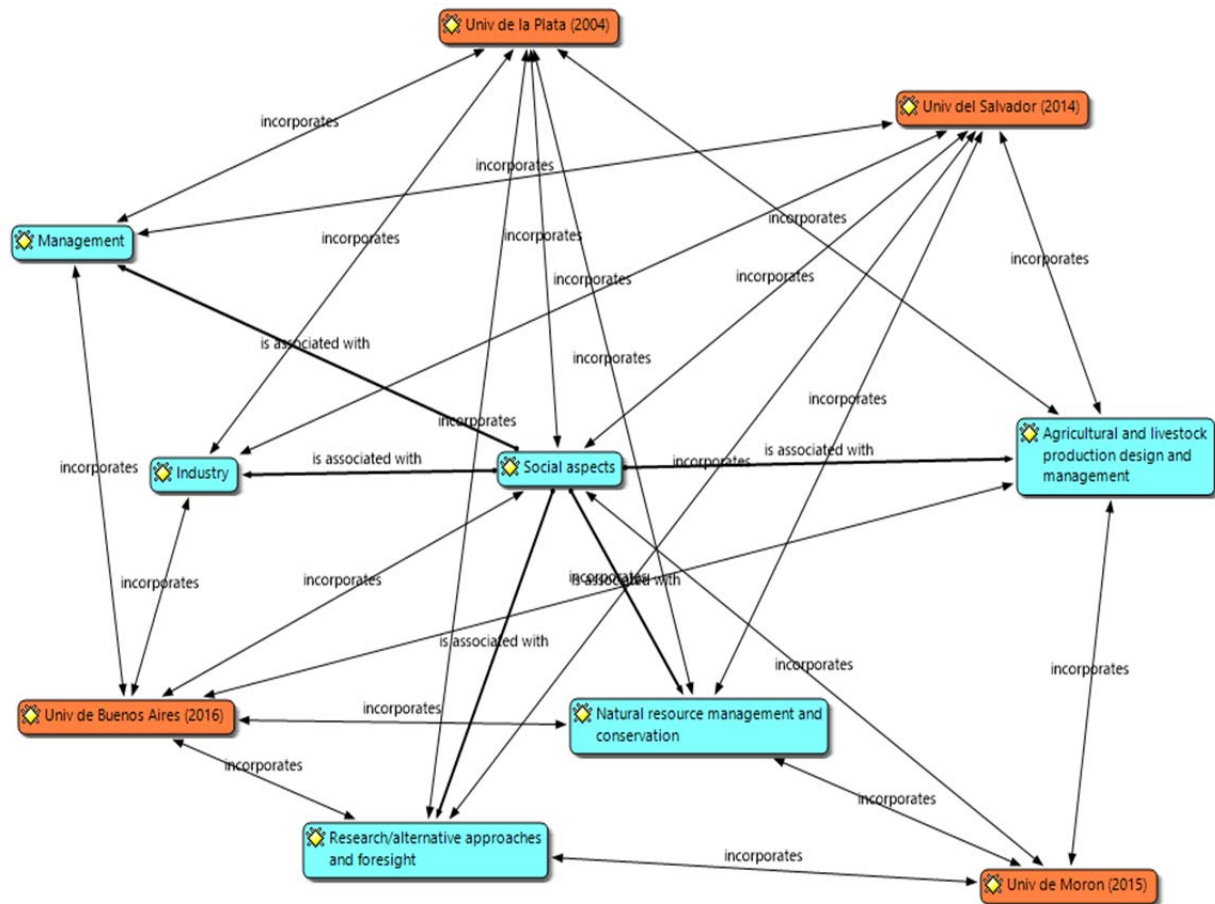 Univ de la Plata (2004)
Univ del Salvador (2014)
incorporates
incorporates
Management
incorporates
incorporates
incorporates
incorporates
incorporates
incorporates
is associated with
incorporates
incorporates
incorporates
Agricultural and livestock
production design and
management
is associated with
incorporates
is associated with
Industry
Social aspects
incorporates
incorporates
incorporates
incorporates
is associated with
is associated with
incorporates
incorporates
incorporates
Univ de Buenos Aires (2016)
incorporates
Natural resource management and
conservation
incorporates
incorporates
Research/alternative approaches
and foresight
incorporates
Univ de Moron (2015)